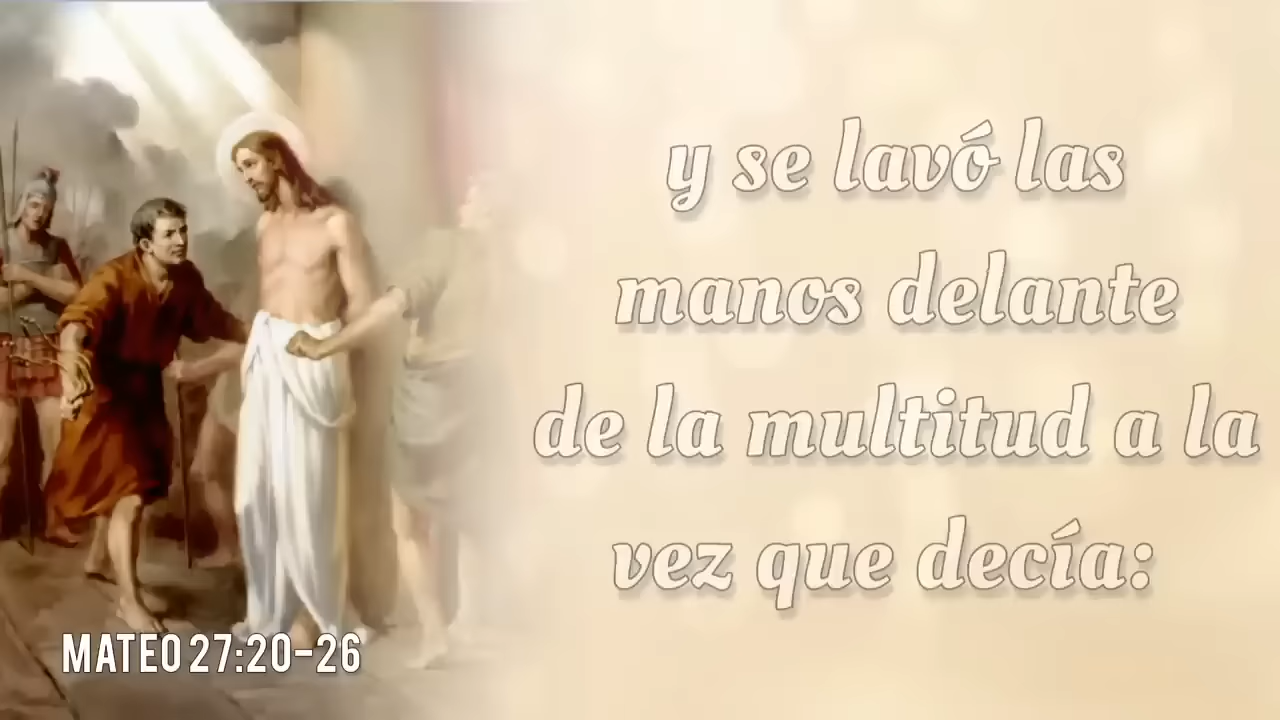 y se lavó las
manos delante
de la multitud a la
vez que decía:
MATEO 27:20-26